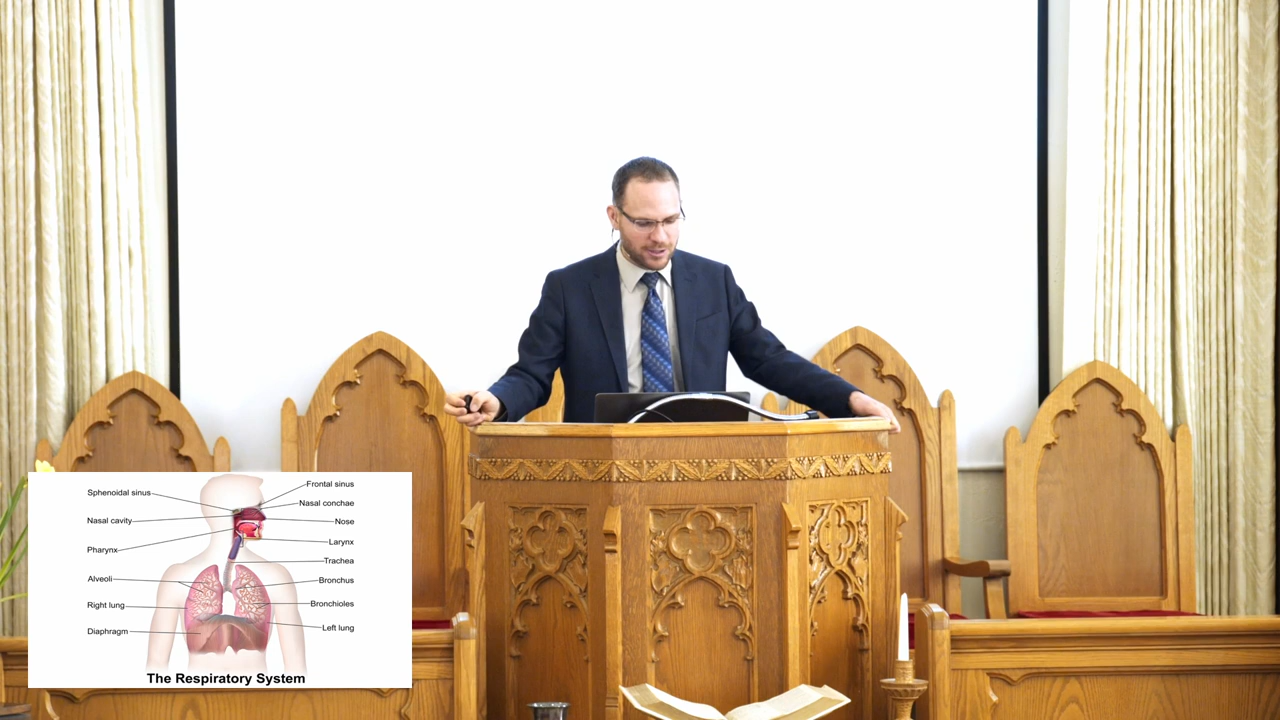 Sphenoidal sinus
Nasal cavity
Pharynx
Alveoli
Right lung
Diaphragm
Frontal sinus
Nasal conchae
Nose
Larynx
Trachea
Bronchus
Bronchioles
Left lung
The Respiratory System